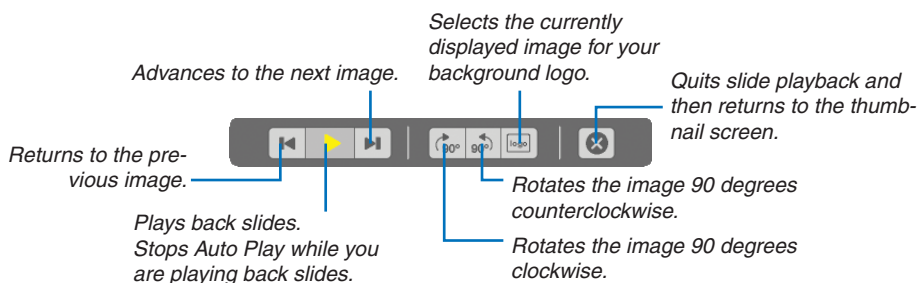 Selects the currently
displayed image for your
background logo.
Advances to the next image.
Quits slide playback and
then returns to the thumb-
nail screen.
90°
90°
logo
Returns to the pre-
vious image.
Plays back slides.
Stops Auto Play while you
are playing back slides.
Rotates the image 90 degrees
counterclockwise.
Rotates the image 90 degrees
clockwise.